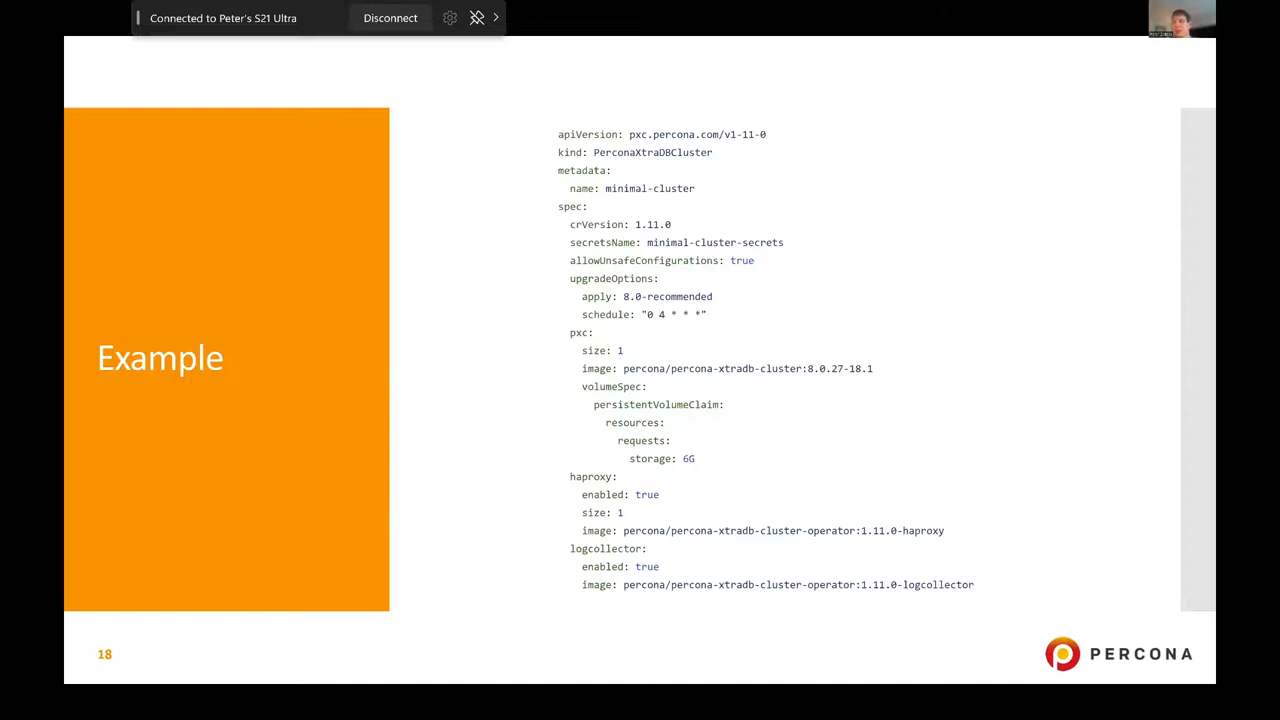 Connected to Peter's S21 Ultra
Disconnect
Example
apiVersion: pxc.percona.com/v1-11-0
kind: PerconaXtraDBCluster
metadata:
  name: minimal-cluster
spec:
  crVersion: 1.11.0
  secretsName: minimal-cluster-secrets
  allowUnsafeConfigurations: true
  upgradeOptions:
    apply: 8.0-recommended
    schedule: "0 4 * * *"
  pxc:
    size: 1
    image: percona/percona-xtradb-cluster:8.0.27-18.1
    volumeSpec:
      persistentVolumeClaim:
        resources:
          requests:
            storage: 6G
  haproxy:
    enabled: true
    size: 1
    image: percona/percona-xtradb-cluster-operator:1.11.0-haproxy
  logcollector:
    enabled: true
    image: percona/percona-xtradb-cluster-operator:1.11.0-logcollector
18
PERCONA